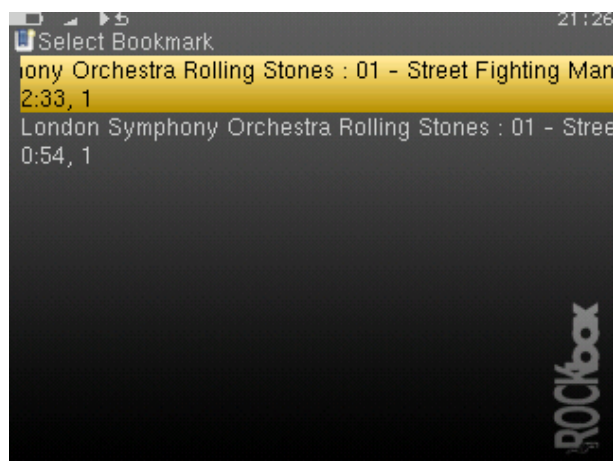 21:26
Select Bookmark
ony Orchestra Rolling Stones : 01 - Street Fighting Man
2:33, 1
London Symphony Orchestra Rolling Stones : 01 - Stree
0:54, 1
ROCKbox